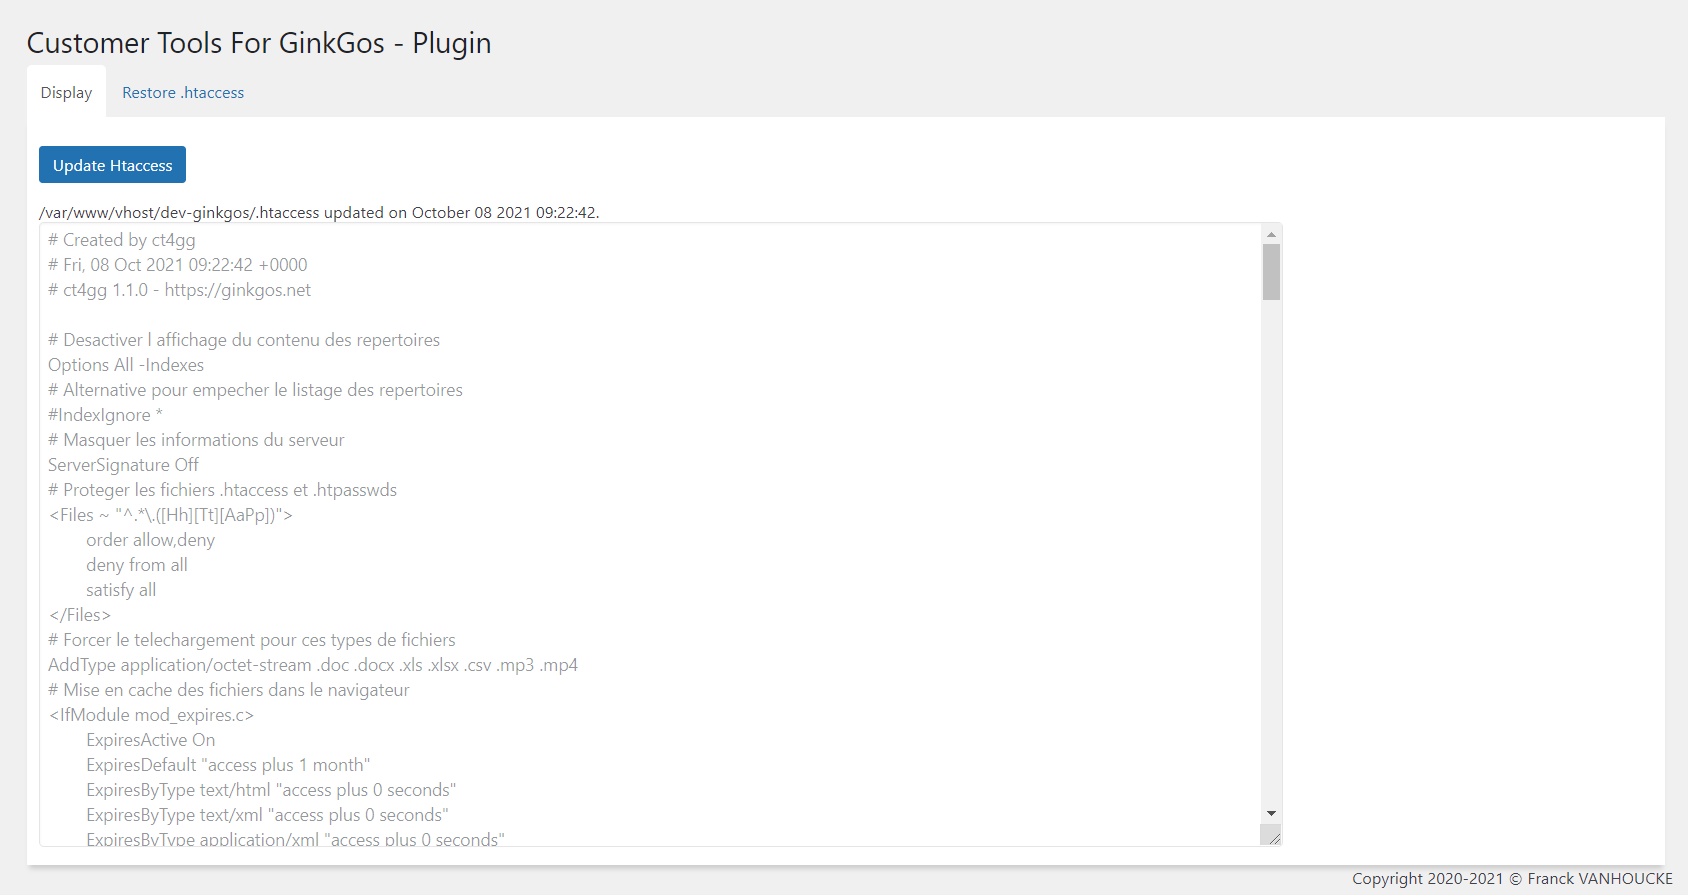 Customer Tools For GinkGos - Plugin
Display
Restore .htaccess
Update Htaccess
/var/www/vhost/dev-ginkgos/.htaccess updated on October 08 2021 09:22:42.
# Created by ct4gg
# Fri, 08 Oct 2021 09:22:42 +0000
# ct4gg 1.1.0 - https://ginkgos.net
# Desactiver l affichage du contenu des repertoires
Options All -Indexes
# Alternative pour empecher le listage des repertoires
#IndexIgnore *
# Masquer les informations du serveur
ServerSignature Off
# Proteger les fichiers .htaccess et .htpasswds
<Files ~ "^.*\.([Hh][Tt][AaPp])">
order allow,deny
deny from all
satisfy all
</Files>
# Forcer le telechargement pour ces types de fichiers
AddType application/octet-stream .doc .docx .xls .xlsx .csv .mp3 .mp4
# Mise en cache des fichiers dans le navigateur
<IfModule mod_expires.c>
ExpiresActive On
ExpiresDefault "access plus 1 month"
ExpiresByType text/html "access plus 0 seconds"
ExpiresByType text/xml "access plus 0 seconds"
ExpiresByType application/xml "access plus 0 seconds"
Copyright 2020-2021 © Franck VANHOUCKE